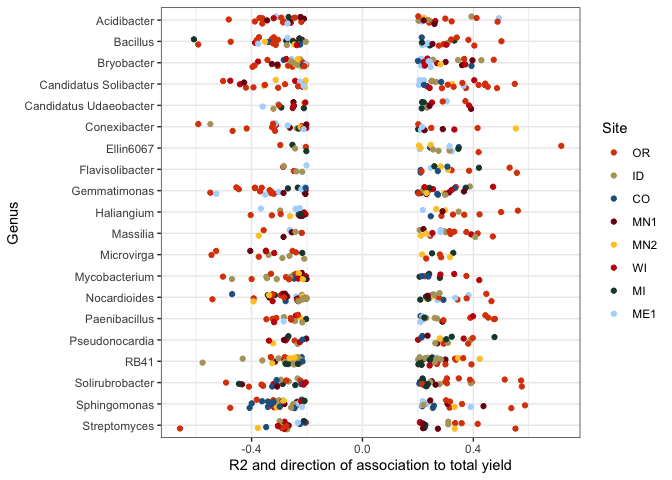 Genus
Acidibacter
Bacillus
Bryobacter
Candidatus Solibacter
Candidatus Udaeobacter
Conexibacter
Ellin6067
Flavisolibacter
Gemmatimonas
Haliangium
Massilia
Microvirga
Mycobacterium
Nocardioides
Paenibacillus
Pseudonocardia
RB41
Solirubrobacter
Sphingomonas
Streptomyces
-0.4 0.0 0.4
R2 and direction of association to total yield
Site
OR
ID
CO
MN1
MN2
WI
MI
ME1